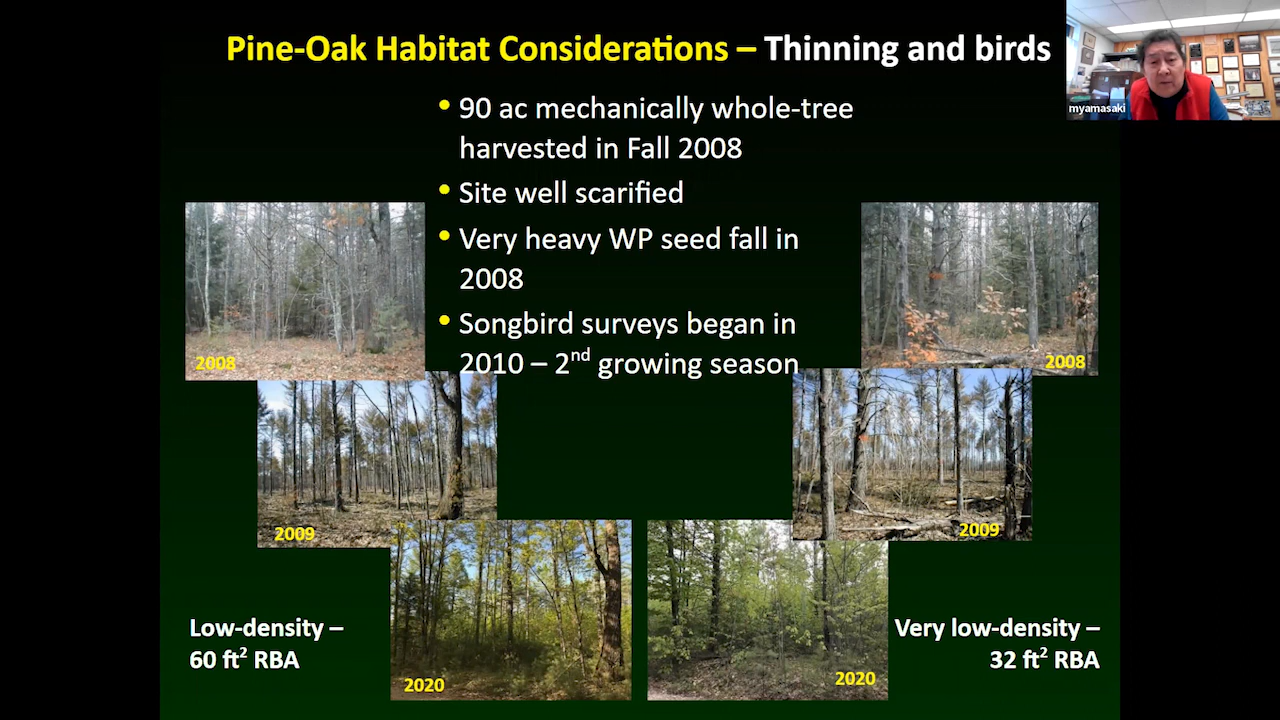 Pine-Oak Habitat Considerations – Thinning and birds
myamasaki
• 90 ac mechanically whole-tree
harvested in Fall 2008
• Site well scarified
• Very heavy WP seed fall in
2008
• Songbird surveys began in
2010 – 2nd growing season
2008
2008
2009
2009
Low-density –
60 ft² RBA
Very low-density –
32 ft² RBA
2020
2020